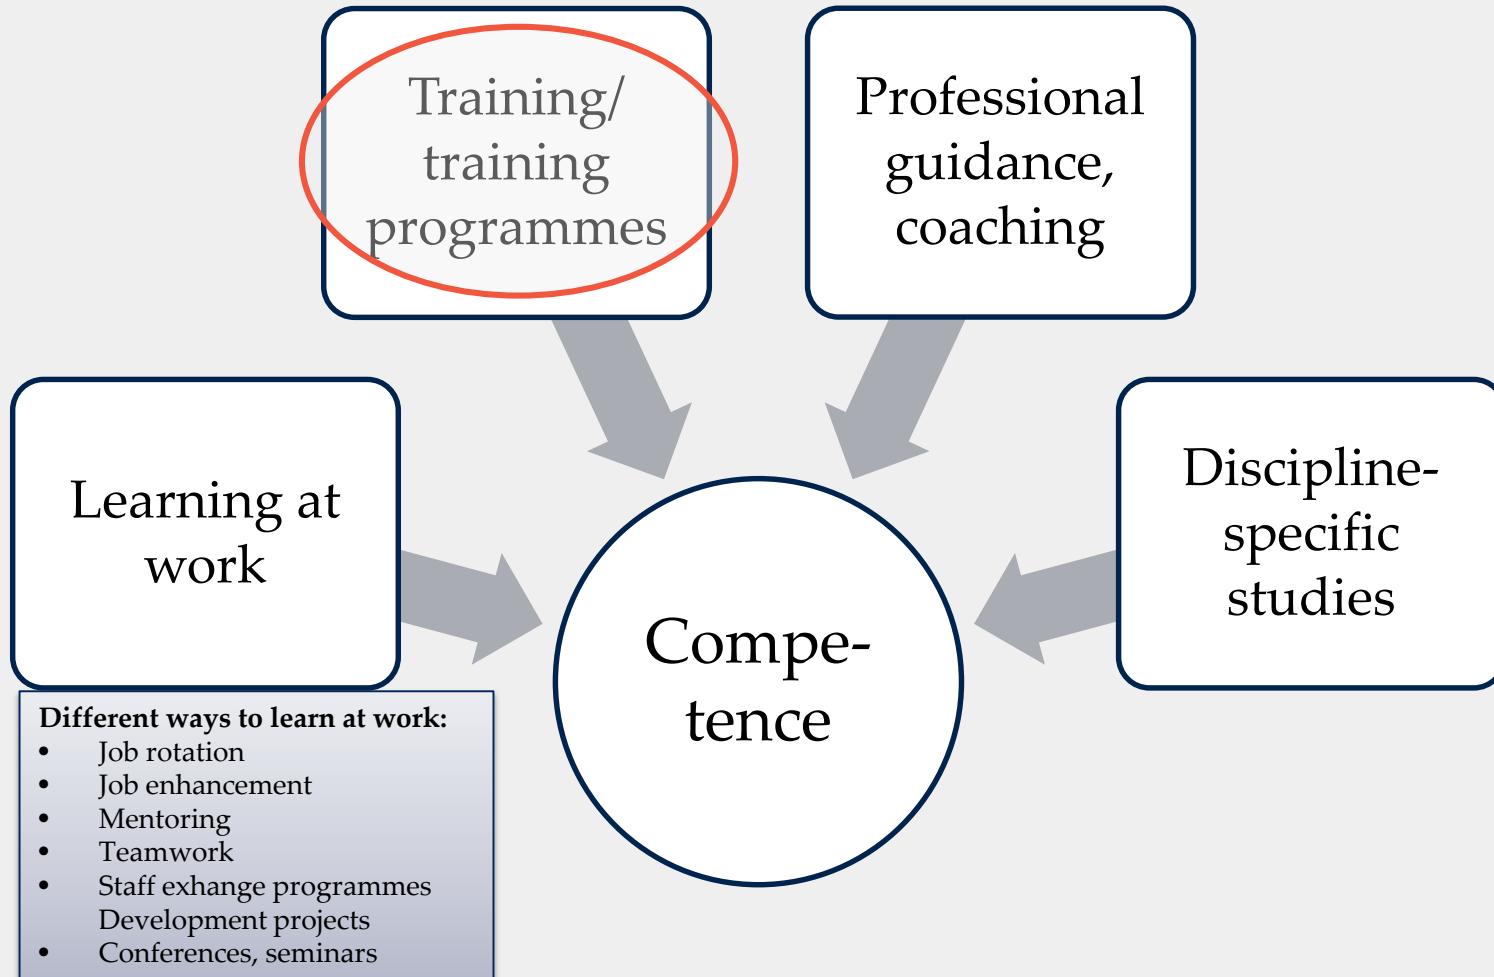 Training/
training
programmes
Professional
guidance,
coaching
Learning at
work
Discipline-
specific
studies
Compe-
tence
Different ways to learn at work:
• Job rotation
• Job enhancement
• Mentoring
• Teamwork
• Staff exhange programmes
Development projects
• Conferences, seminars